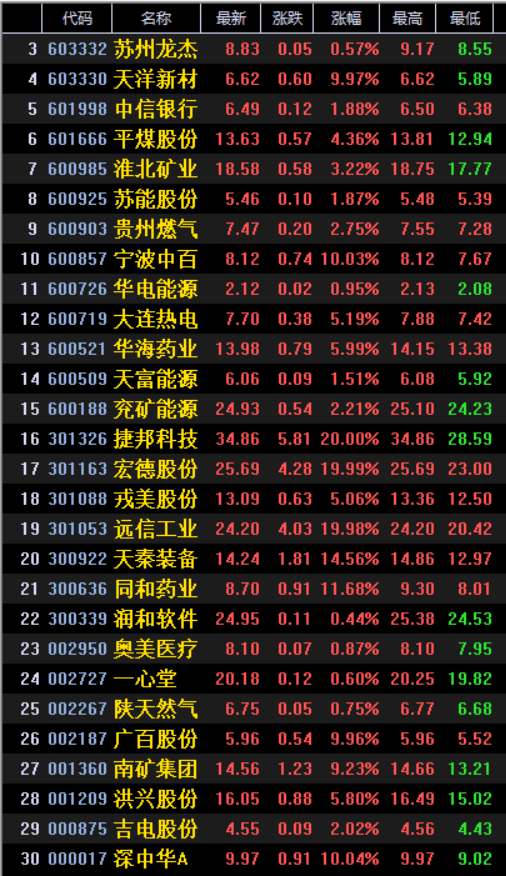 代码 名称 最新 涨跌 涨幅 最高 最低
3 603332 苏州龙杰 8.83 0.05 0.57% 9.17 8.55
4 603330 天洋新材 6.62 0.60 9.97% 6.62 5.89
5 601998 中信银行 6.49 0.12 1.88% 6.50 6.38
6 601666 平煤股份 13.63 0.57 4.36% 13.81 12.94
7 600985 淮北矿业 18.58 0.58 3.22% 18.75 17.77
8 600925 苏能股份 5.46 0.10 1.87% 5.48 5.39
9 600903 贵州燃气 7.47 0.20 2.75% 7.55 7.28
10 600857 宁波中百 8.12 0.74 10.03% 8.12 7.67
11 600726 华电能源 2.12 0.02 0.95% 2.13 2.08
12 600719 大连热电 7.70 0.38 5.19% 7.88 7.42
13 600521 华海药业 13.98 0.79 5.99% 14.15 13.38
14 600509 天富能源 6.06 0.09 1.51% 6.08 5.92
15 600188 兖矿能源 24.93 0.54 2.21% 25.10 24.23
16 301326 捷邦科技 34.86 5.81 20.00% 34.86 28.59
17 301163 宏德股份 25.69 4.28 19.99% 25.69 23.00
18 301088 戎美股份 13.09 0.63 5.06% 13.36 12.50
19 301053 远信工业 24.20 4.03 19.98% 24.20 20.42
20 300922 天秦装备 14.24 1.81 14.56% 14.86 12.97
21 300636 同和药业 8.70 0.91 11.68% 9.30 8.01
22 300339 润和软件 24.95 0.11 0.44% 25.38 24.53
23 002950 奥美医疗 8.10 0.07 0.87% 8.10 7.95
24 002727 一心堂 20.18 0.12 0.60% 20.25 19.82
25 002267 陕天然气 6.75 0.05 0.75% 6.77 6.68
26 002187 广百股份 5.96 0.54 9.96% 5.96 5.52
27 001360 南矿集团 14.56 1.23 9.23% 14.66 13.21
28 001209 洪兴股份 16.05 0.88 5.80% 16.49 15.02
29 000875 吉电股份 4.55 0.09 2.02% 4.56 4.43
30 000017 深中华A 9.97 0.91 10.04% 9.97 9.02